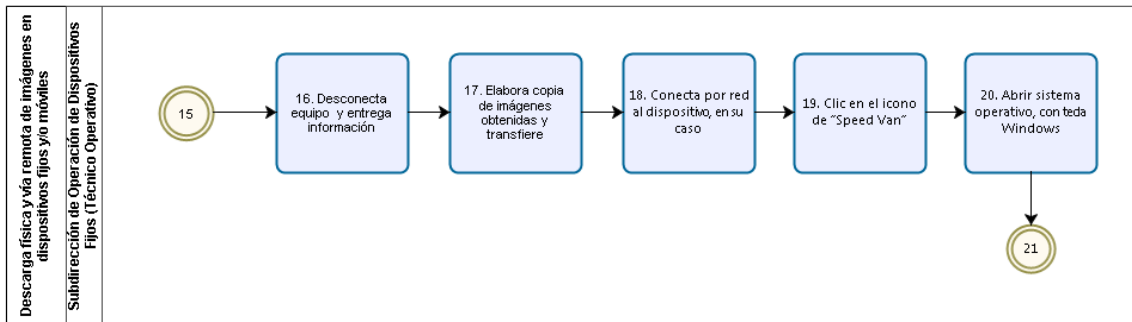 Descarga física y vía remota de imágenes en
dispositivos fijos y/o móviles
Subdirección de Operación de Dispositivos
Fijos (Técnico Operativo)
15
16. Desconecta
equipo y entrega
información
17. Elabora copia
de imágenes
obtenidas y
transfiere
18. Conecta por red
al dispositivo, en su
caso
19. Clic en el icono
de “Speed Van”
20. Abrir sistema
operativo, con teda
Windows
21